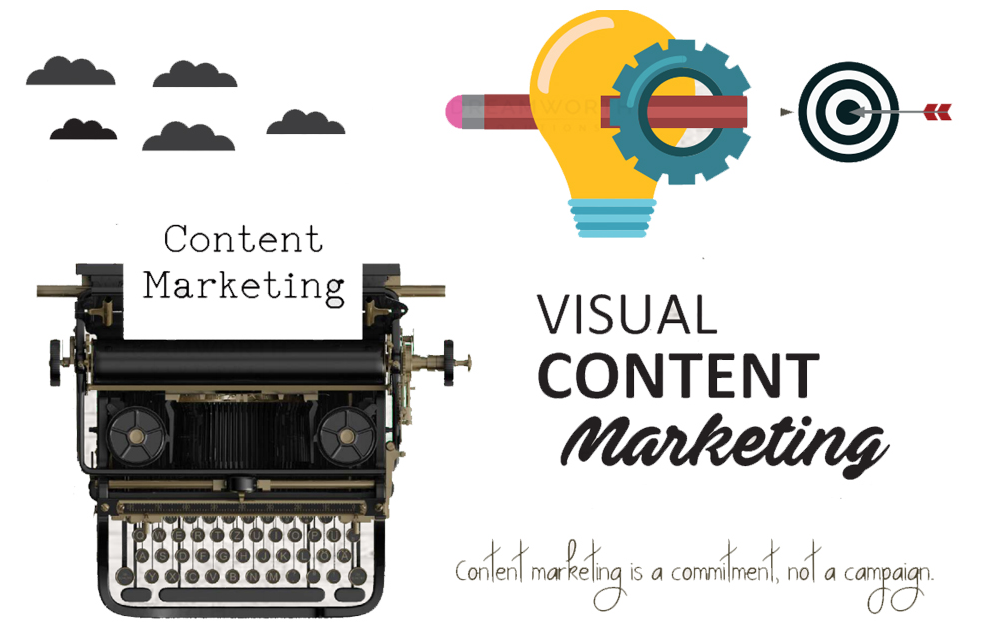 Content
Marketing
VISUAL
CONTENT
Marketing
Content marketing is a commitment, not a campaign.